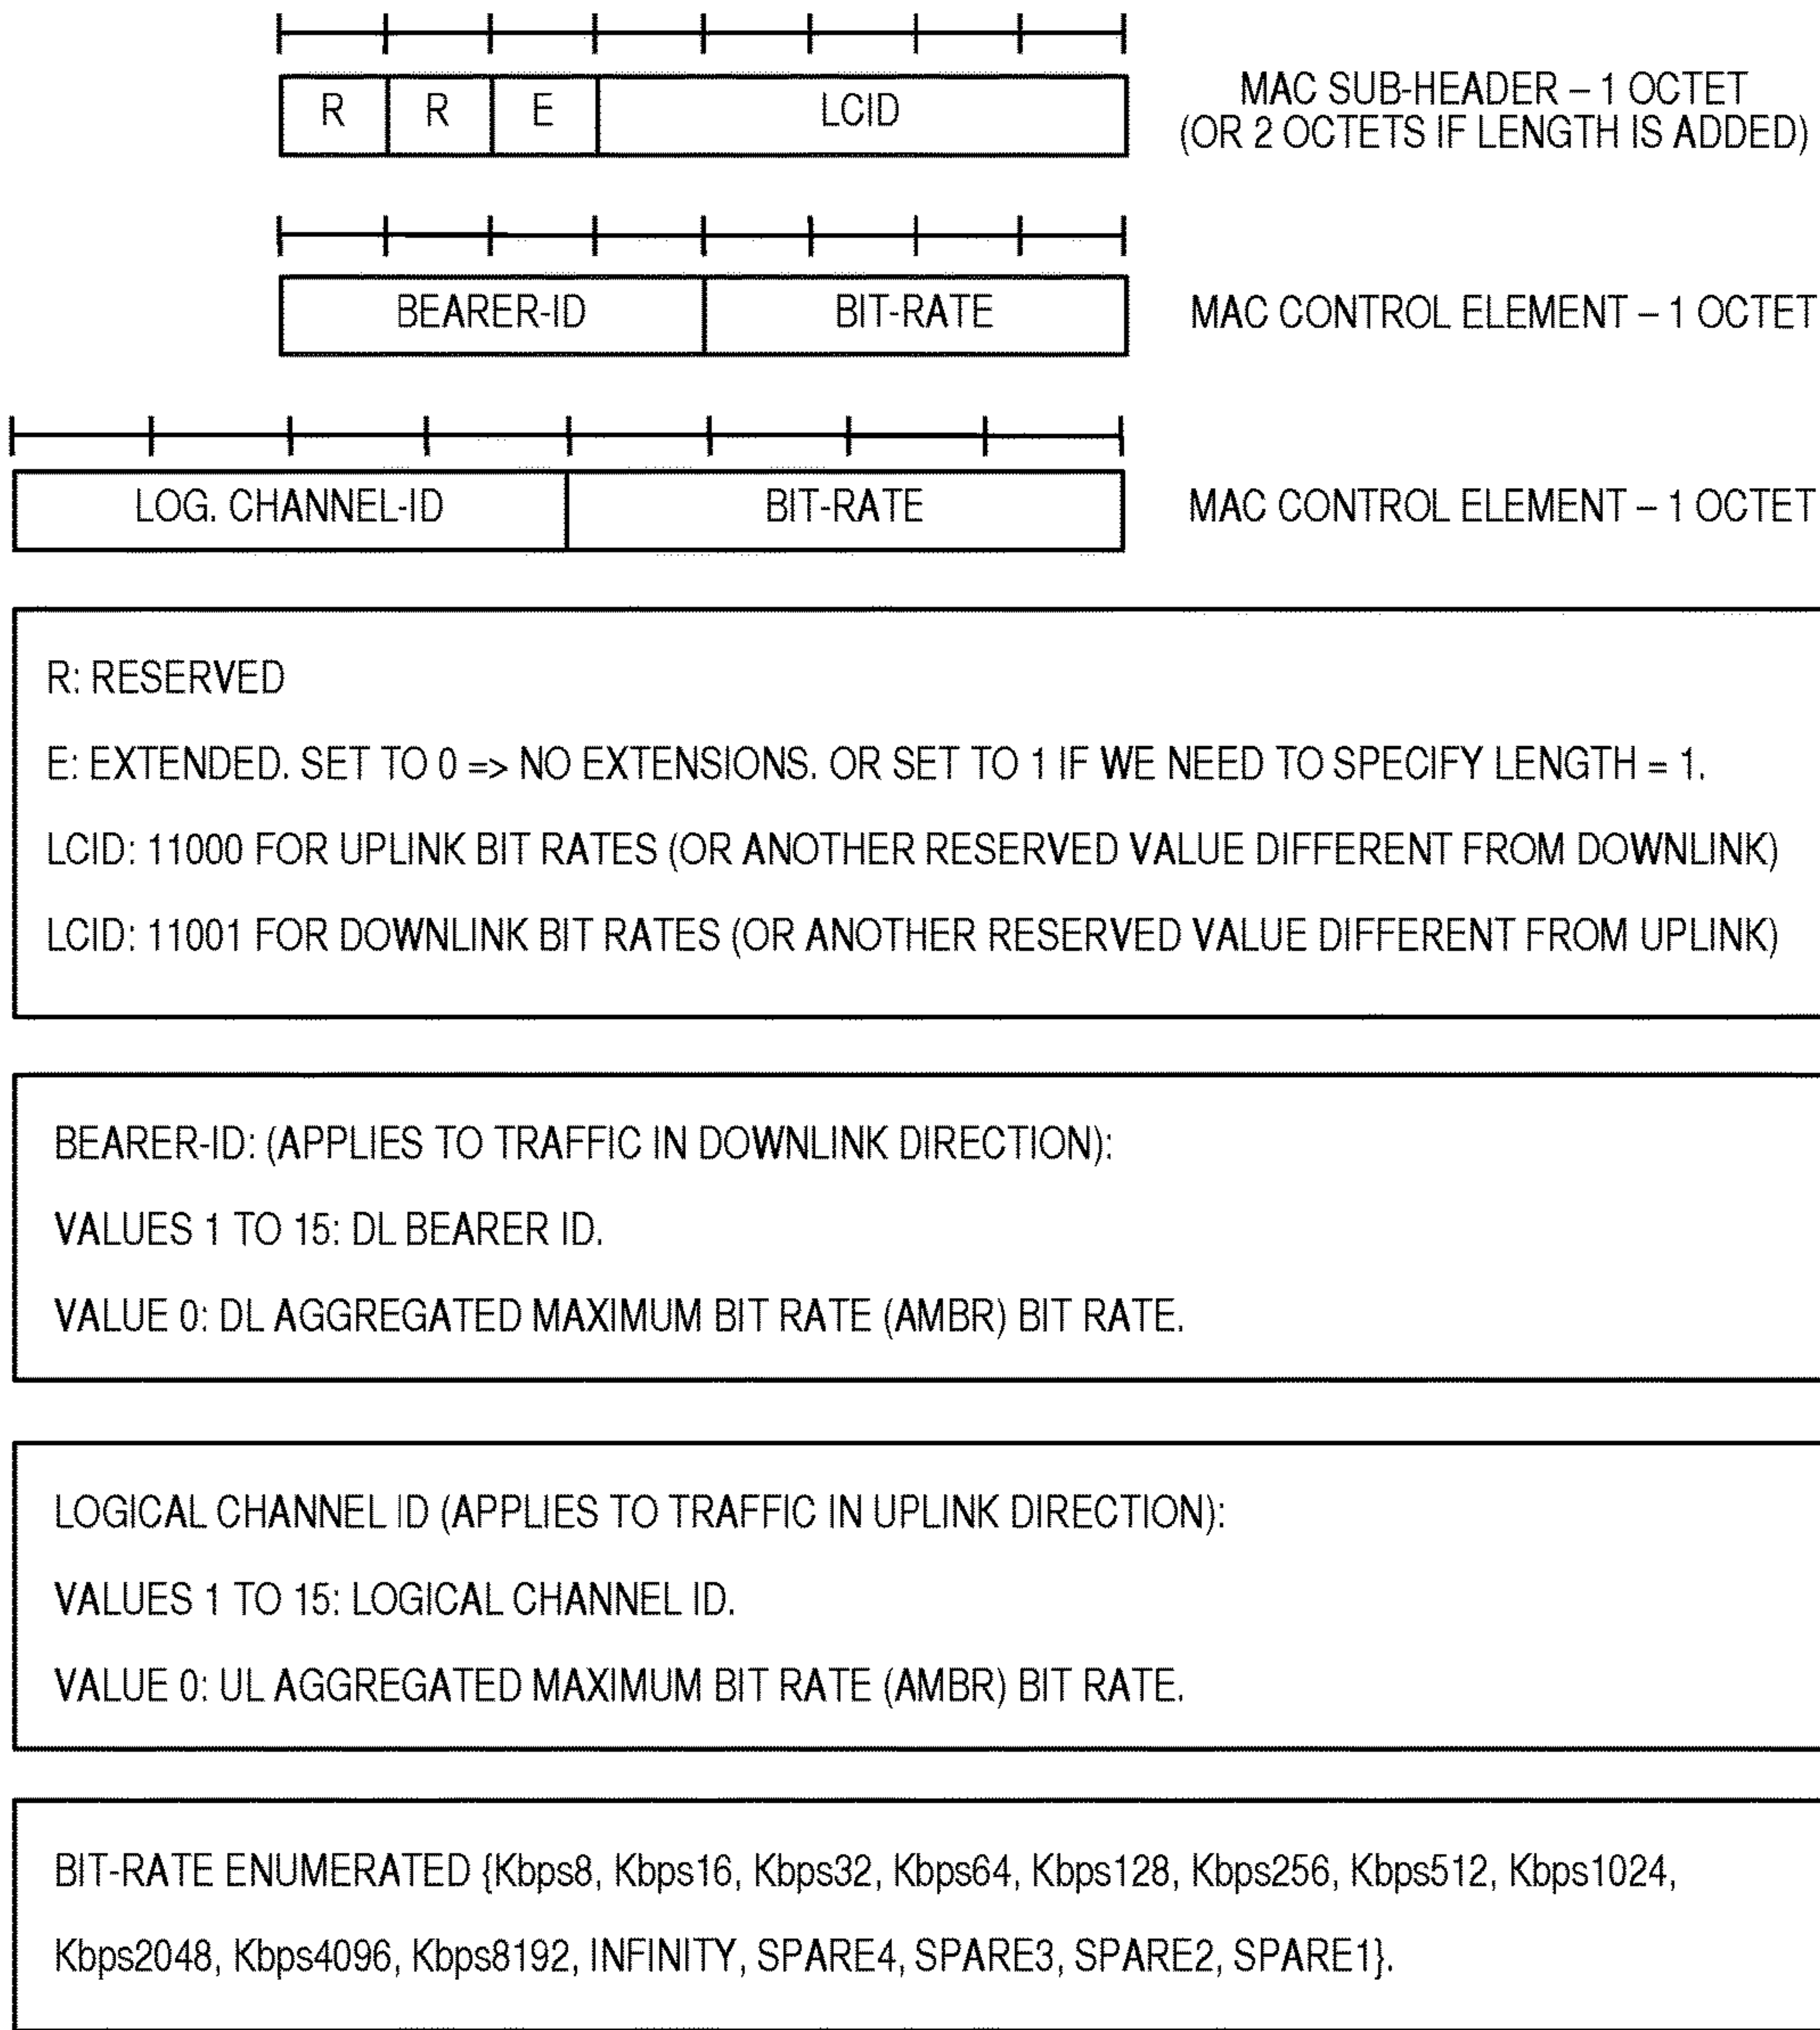 R R E LCID
MAC SUB-HEADER – 1 OCTET
(OR 2 OCTETS IF LENGTH IS ADDED)
BEARER-ID BIT-RATE
MAC CONTROL ELEMENT – 1 OCTET
LOG. CHANNEL-ID BIT-RATE
MAC CONTROL ELEMENT – 1 OCTET
R: RESERVED
E: EXTENDED. SET TO 0 => NO EXTENSIONS. OR SET TO 1 IF WE NEED TO SPECIFY LENGTH = 1.
LCID: 11000 FOR UPLINK BIT RATES (OR ANOTHER RESERVED VALUE DIFFERENT FROM DOWNLINK)
LCID: 11001 FOR DOWNLINK BIT RATES (OR ANOTHER RESERVED VALUE DIFFERENT FROM UPLINK)
BEARER-ID: (APPLIES TO TRAFFIC IN DOWNLINK DIRECTION):
VALUES 1 TO 15: DL BEARER ID.
VALUE 0: DL AGGREGATED MAXIMUM BIT RATE (AMBR) BIT RATE.
LOGICAL CHANNEL ID (APPLIES TO TRAFFIC IN UPLINK DIRECTION):
VALUES 1 TO 15: LOGICAL CHANNEL ID.
VALUE 0: UL AGGREGATED MAXIMUM BIT RATE (AMBR) BIT RATE.
BIT-RATE ENUMERATED {Kbps8, Kbps16, Kbps32, Kbps64, Kbps128, Kbps256, Kbps512, Kbps1024,
Kbps2048, Kbps4096, Kbps8192, INFINITY, SPARE4, SPARE3, SPARE2, SPARE1}.